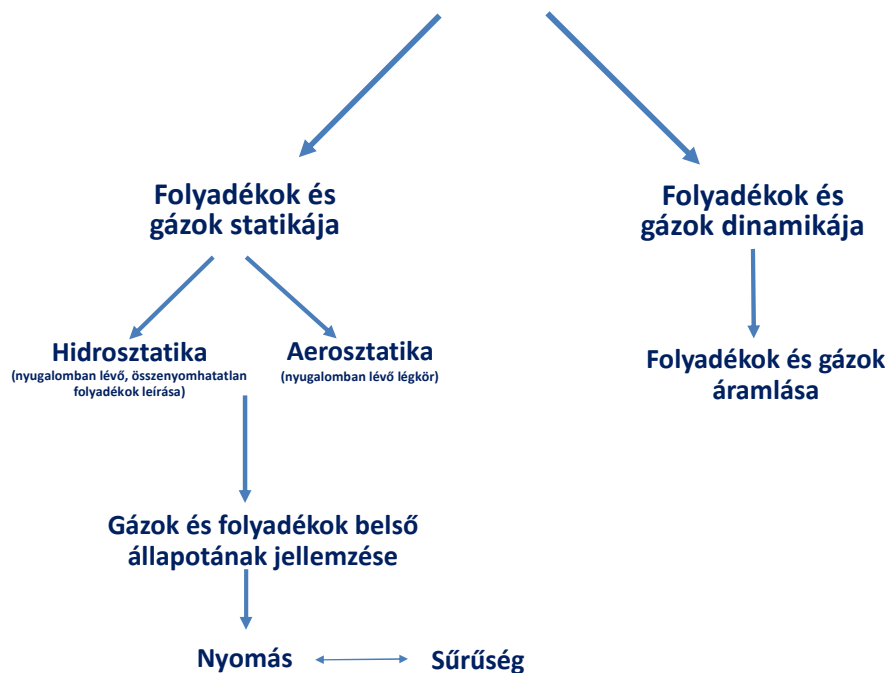 Folyadékok és
gázok statikája
Folyadékok és
gázok dinamikája
Hidrosztatika
(nyugalomban lévő, összenyomhatatlan
folyadékok leírása)
Aerosztatika
(nyugalomban lévő légkör)
Folyadékok és gázok
áramlása
Gázok és folyadékok belső
állapotának jellemzése
Nyomás
Sűrűség